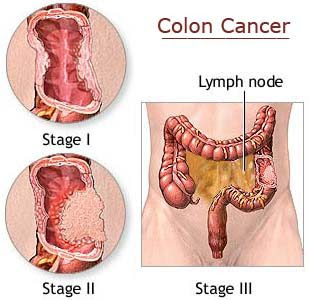 Colon Cancer
Lymph node
Stage I
Stage II
Stage III